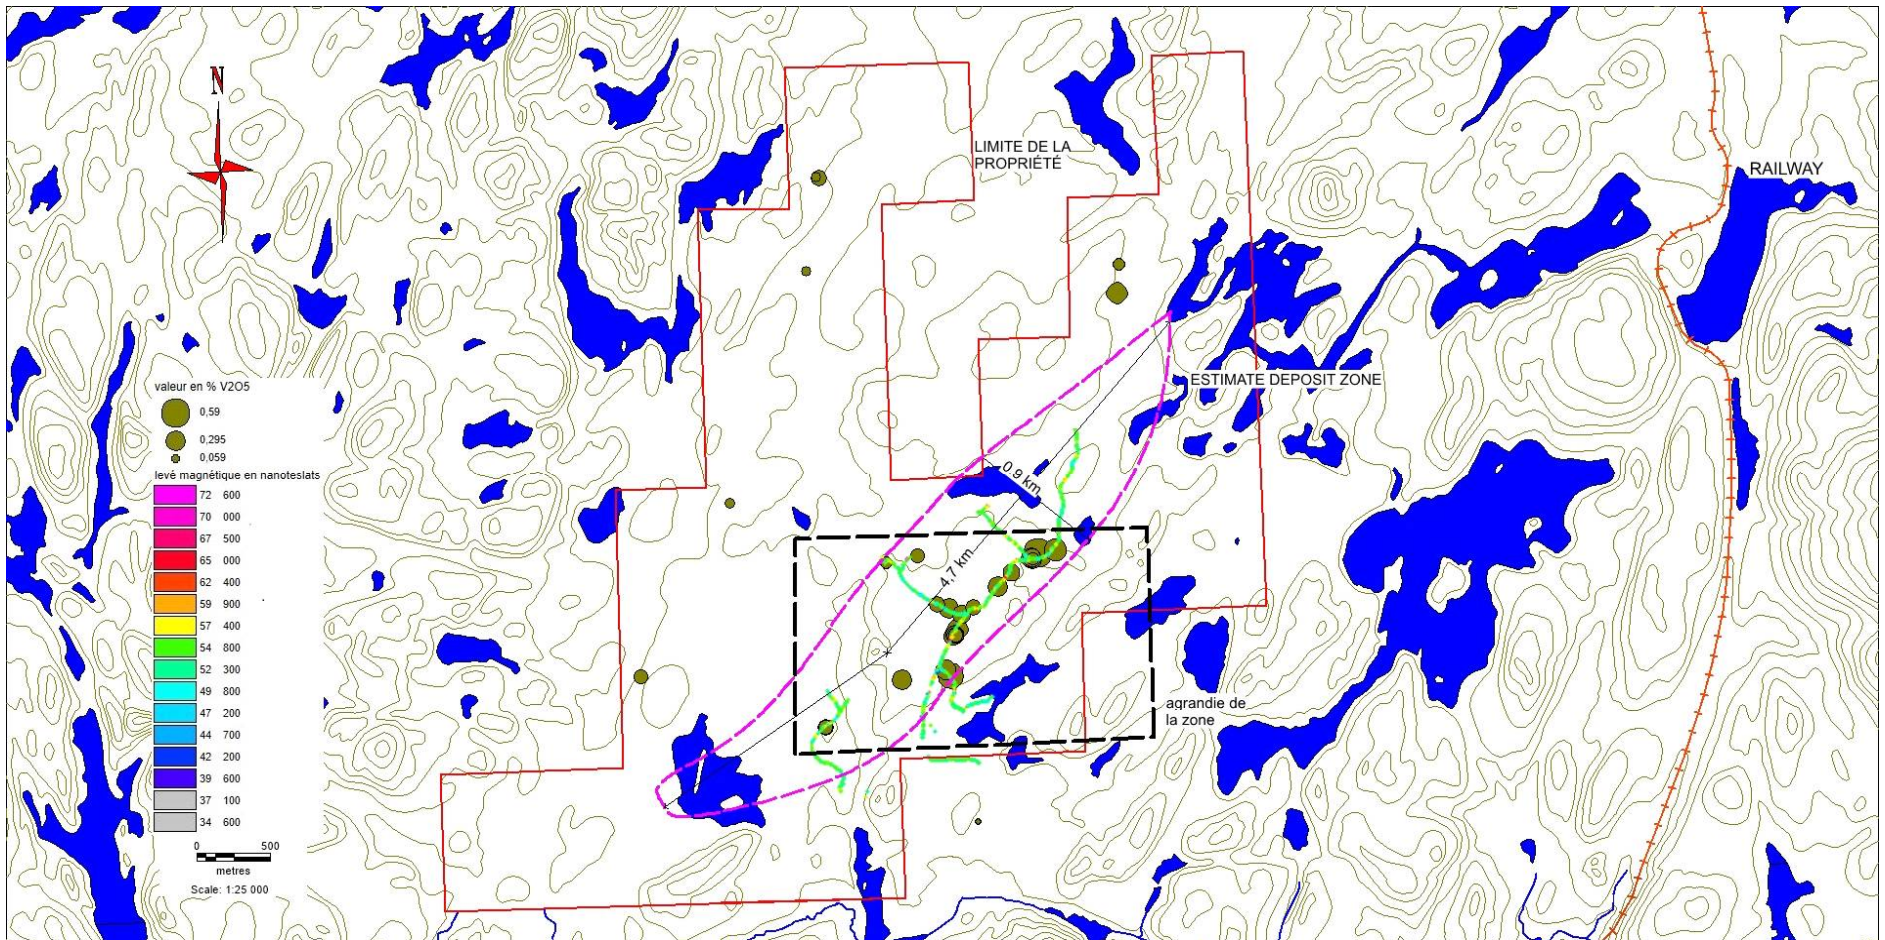 N
LIMITE DE LA
PROPRIÉTÉ
RAILWAY
ESTIMATE DEPOSIT ZONE
valeur en % V2O5
0,59
0,295
0,059
levé magnétique en nanoteslats
72 600
70 000
67 500
65 000
62 400
59 900
57 400
54 800
52 300
49 800
47 200
44 700
42 200
39 600
37 100
34 600
0 500
metres
Scale: 1:25 000
0,9 km
4,7 km
agrandie de
la zone